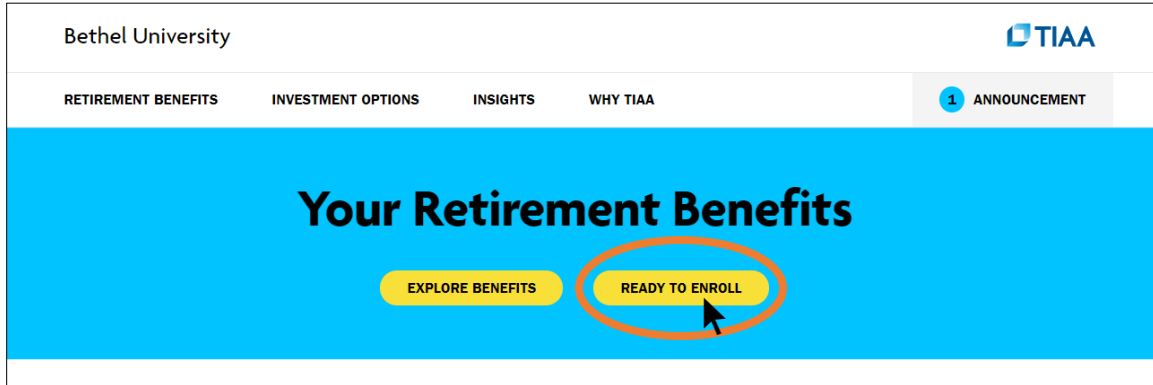 Bethel University
TIAA
RETIREMENT BENEFITS INVESTMENT OPTIONS INSIGHTS WHY TIAA 1 ANNOUNCEMENT
Your Retirement Benefits
EXPLORE BENEFITS READY TO ENROLL